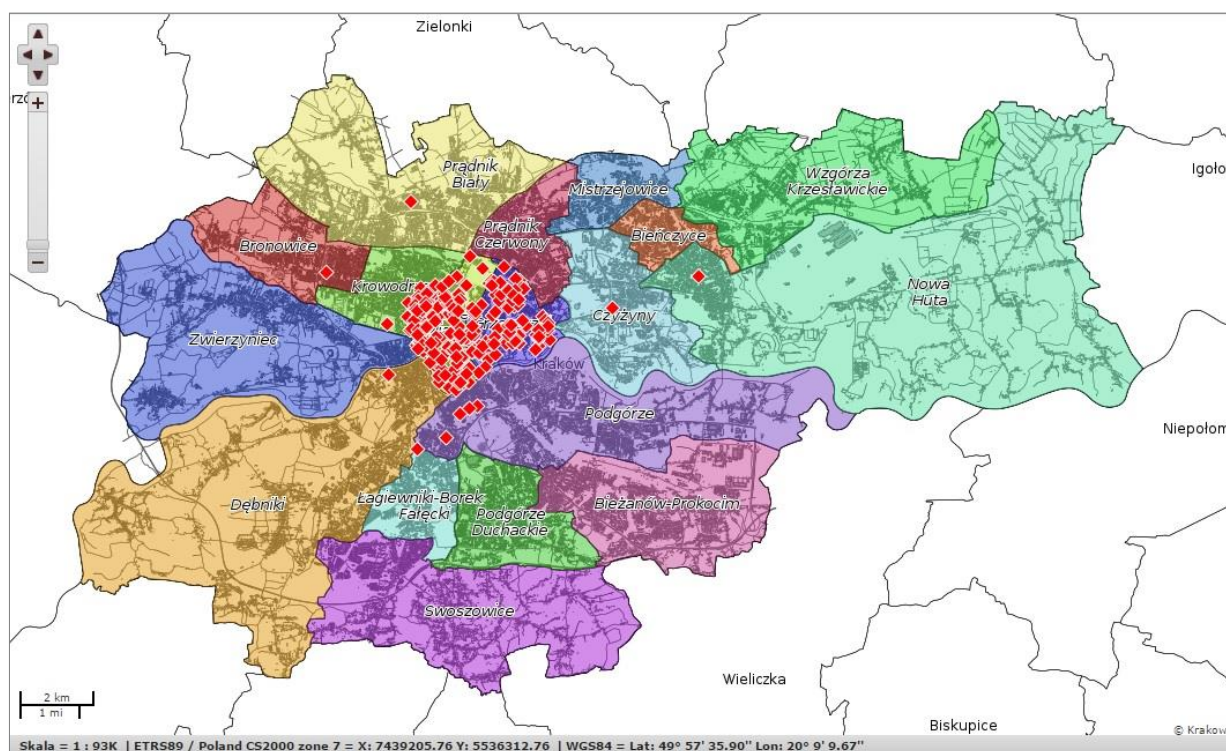 Zielonki
+
Igoło
Prądnik
Biały
Mistrzejowice
Wzgórza
Krzesławickie
Prądnik
Czerwony
Bieńczyce
Bronowice
−
Krowodr
Nowa
Huta
Czyżyny
Zwierzyniec
Kraków
Podgórze
Niepołom
Dębniki
Łagiewniki-Borek
Fałęcki
Podgórze
Duchackie
Bieżanów-Prokocim
Swoszowice
Wieliczka
2 km
1 mi
Biskupice
© Krakow
Skala = 1 : 93K | ETRS89 / Poland CS2000 zone 7 = X: 7439205.76 Y: 5536312.76 | WGS84 = Lat: 49° 57' 35.90" Lon: 20° 9' 9.67"